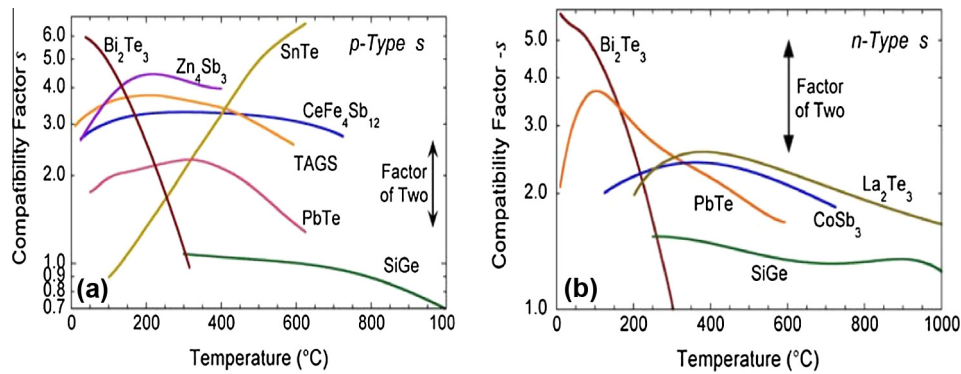 6.0
5.0
4.0
3.0
2.0
1.0
0.9
0.8
0.7
Compatibility Factor s
Bi2Te3
Zn4Sb3
SnTe
p-Type s
CeFe4Sb12
TAGS
PbTe
SiGe
Factor
of Two
(a)
0 200 400 600 800 1000
Temperature (°C)
5.0
4.0
3.0
2.0
1.0
Compatibility Factor -s
Bi2Te3
n-Type s
Factor
of Two
La2Te3
PbTe
CoSb3
SiGe
(b)
0 200 400 600 800 1000
Temperature (°C)